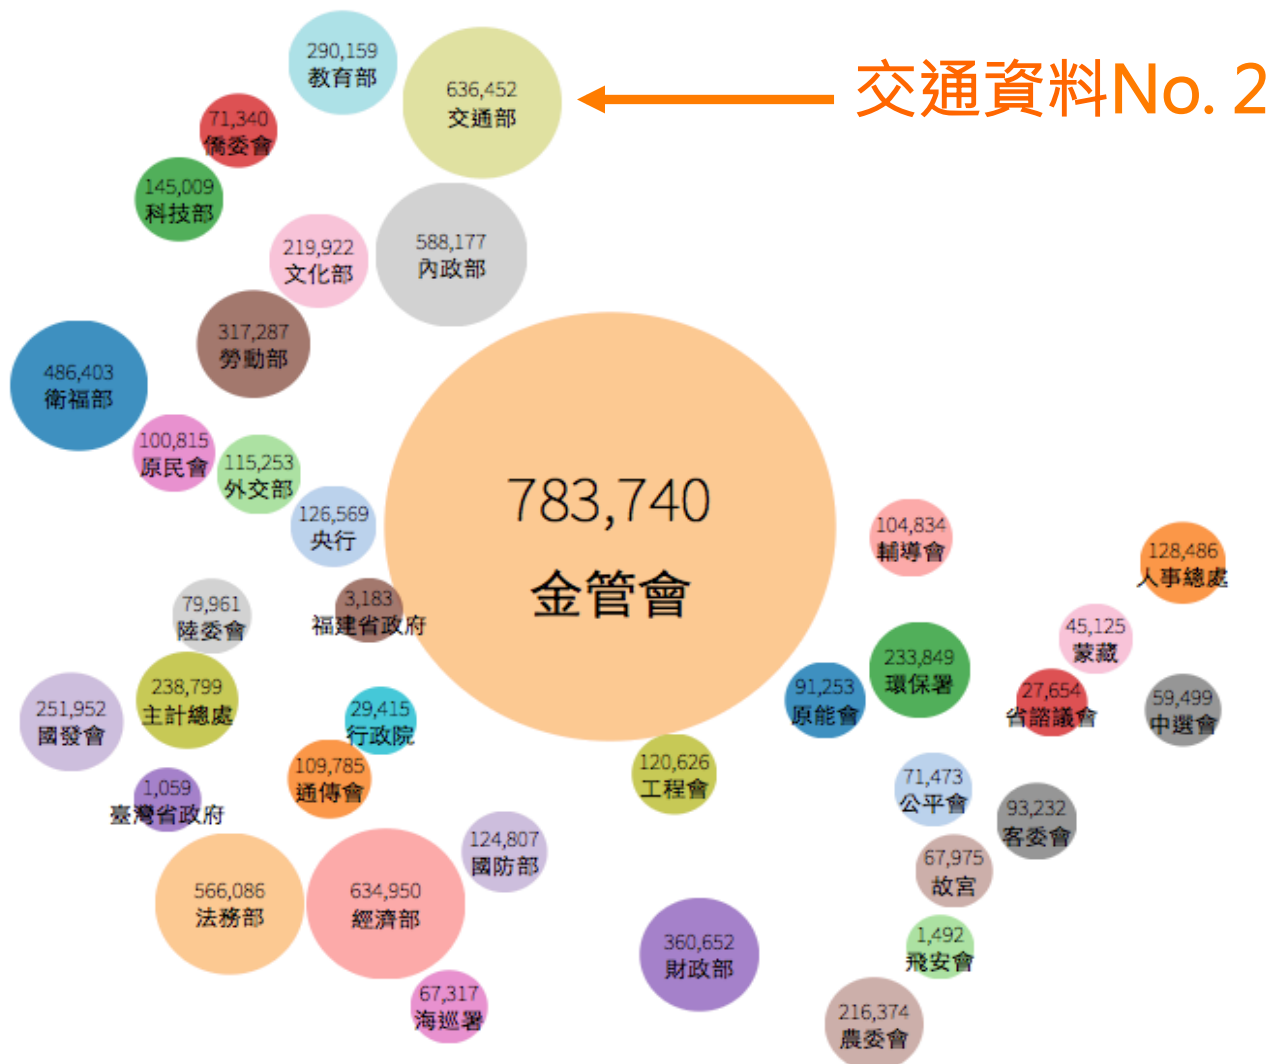 290,159
教育部
636,452
交通部
交通資料No. 2
71,340
僑委會
145,009
科技部
219,922
文化部
588,177
內政部
317,287
勞動部
486,403
衛福部
100,815
原民會
115,253
外交部
126,569
央行
783,740
金管會
104,834
輔導會
128,486
人事總處
79,961
陸委會
3,183
福建省政府
45,125
蒙藏
233,849
環保署
91,253
原能會
27,654
省諮議會
59,499
中選會
238,799
主計總處
251,952
國發會
29,415
行政院
109,785
通傳會
120,626
工程會
1,059
臺灣省政府
71,473
公平會
93,232
客委會
124,807
國防部
67,975
故宮
566,086
法務部
634,950
經濟部
360,652
財政部
1,492
飛安會
67,317
海巡署
216,374
農委會